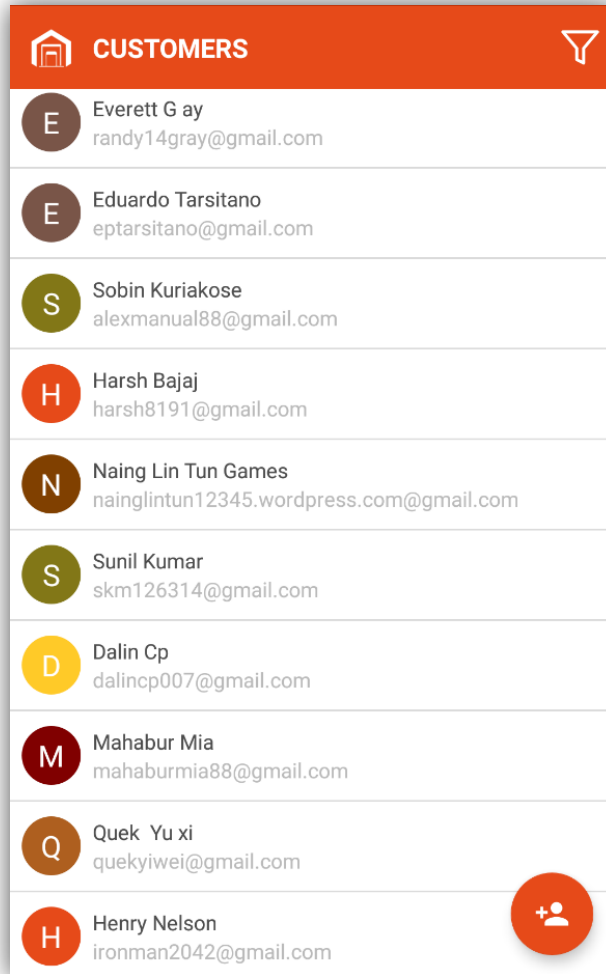 CUSTOMERS
E
Everett G ay
randy14gray@gmail.com
E
Eduardo Tarsitano
eptarsitano@gmail.com
S
Sobin Kuriakose
alexmanual88@gmail.com
H
Harsh Bajaj
harsh8191@gmail.com
N
Naing Lin Tun Games
nainglintun12345.wordpress.com@gmail.com
S
Sunil Kumar
skm126314@gmail.com
D
Dalin Cp
dalincp007@gmail.com
M
Mahabur Mia
mahaburmia88@gmail.com
Q
Quek  Yu xi
quekyiwei@gmail.com
H
Henry Nelson
ironman2042@gmail.com